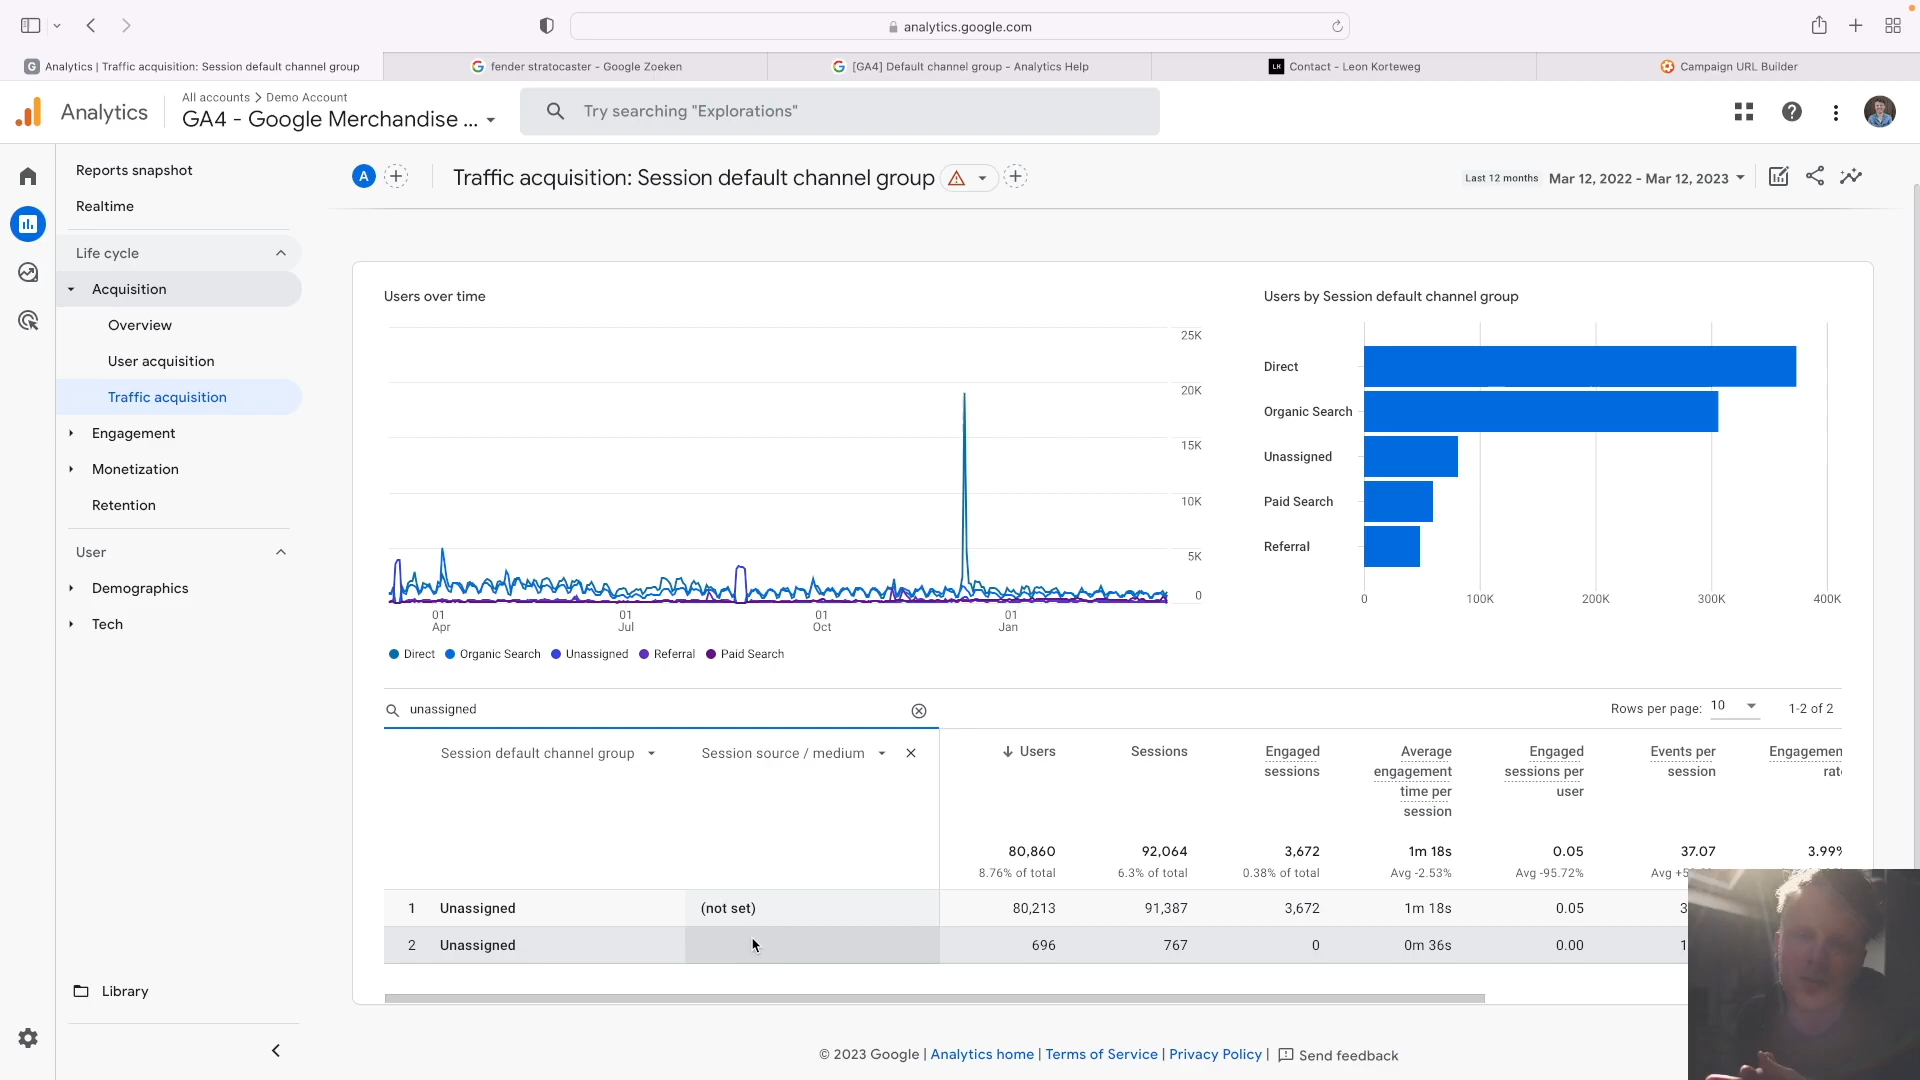 analytics.google.com
Analytics | Traffic acquisition: Session default channel group
fender stratocaster - Google Zoeken
[GA4] Default channel group - Analytics Help
LK
Contact - Leon Korteweg
Campaign URL Builder
Analytics
All accounts > Demo Account
GA4 - Google Merchandise ...
Try searching "Explorations"
Reports snapshot
Realtime
Life cycle
Acquisition
Overview
User acquisition
Traffic acquisition
Engagement
Monetization
Retention
User
Demographics
Tech
Library
A
Traffic acquisition: Session default channel group
Last 12 months Mar 12, 2022 - Mar 12, 2023
Users over time
25K
20K
15K
10K
5K
0
01 Apr
01 Jul
01 Oct
01 Jan
Direct Organic Search Unassigned Referral Paid Search
Users by Session default channel group
Direct
Organic Search
Unassigned
Paid Search
Referral
0 100K 200K 300K 400K
unassigned
Rows per page: 10 1-2 of 2
Session default channel group Session source / medium
Users
Sessions
Engaged sessions
Average engagement time per session
Engaged sessions per user
Events per session
80,860 92,064 3,672 1m 18s 0.05 37.07 3.99%
8.76% of total 6.3% of total 0.38% of total Avg -2.53% Avg -95.72% Avg
1 Unassigned (not set) 80,213 91,387 3,672 1m 18s 0.05 3
2 Unassigned 696 767 0 0m 36s 0.00 1
© 2023 Google | Analytics home | Terms of Service | Privacy Policy | Send feedback